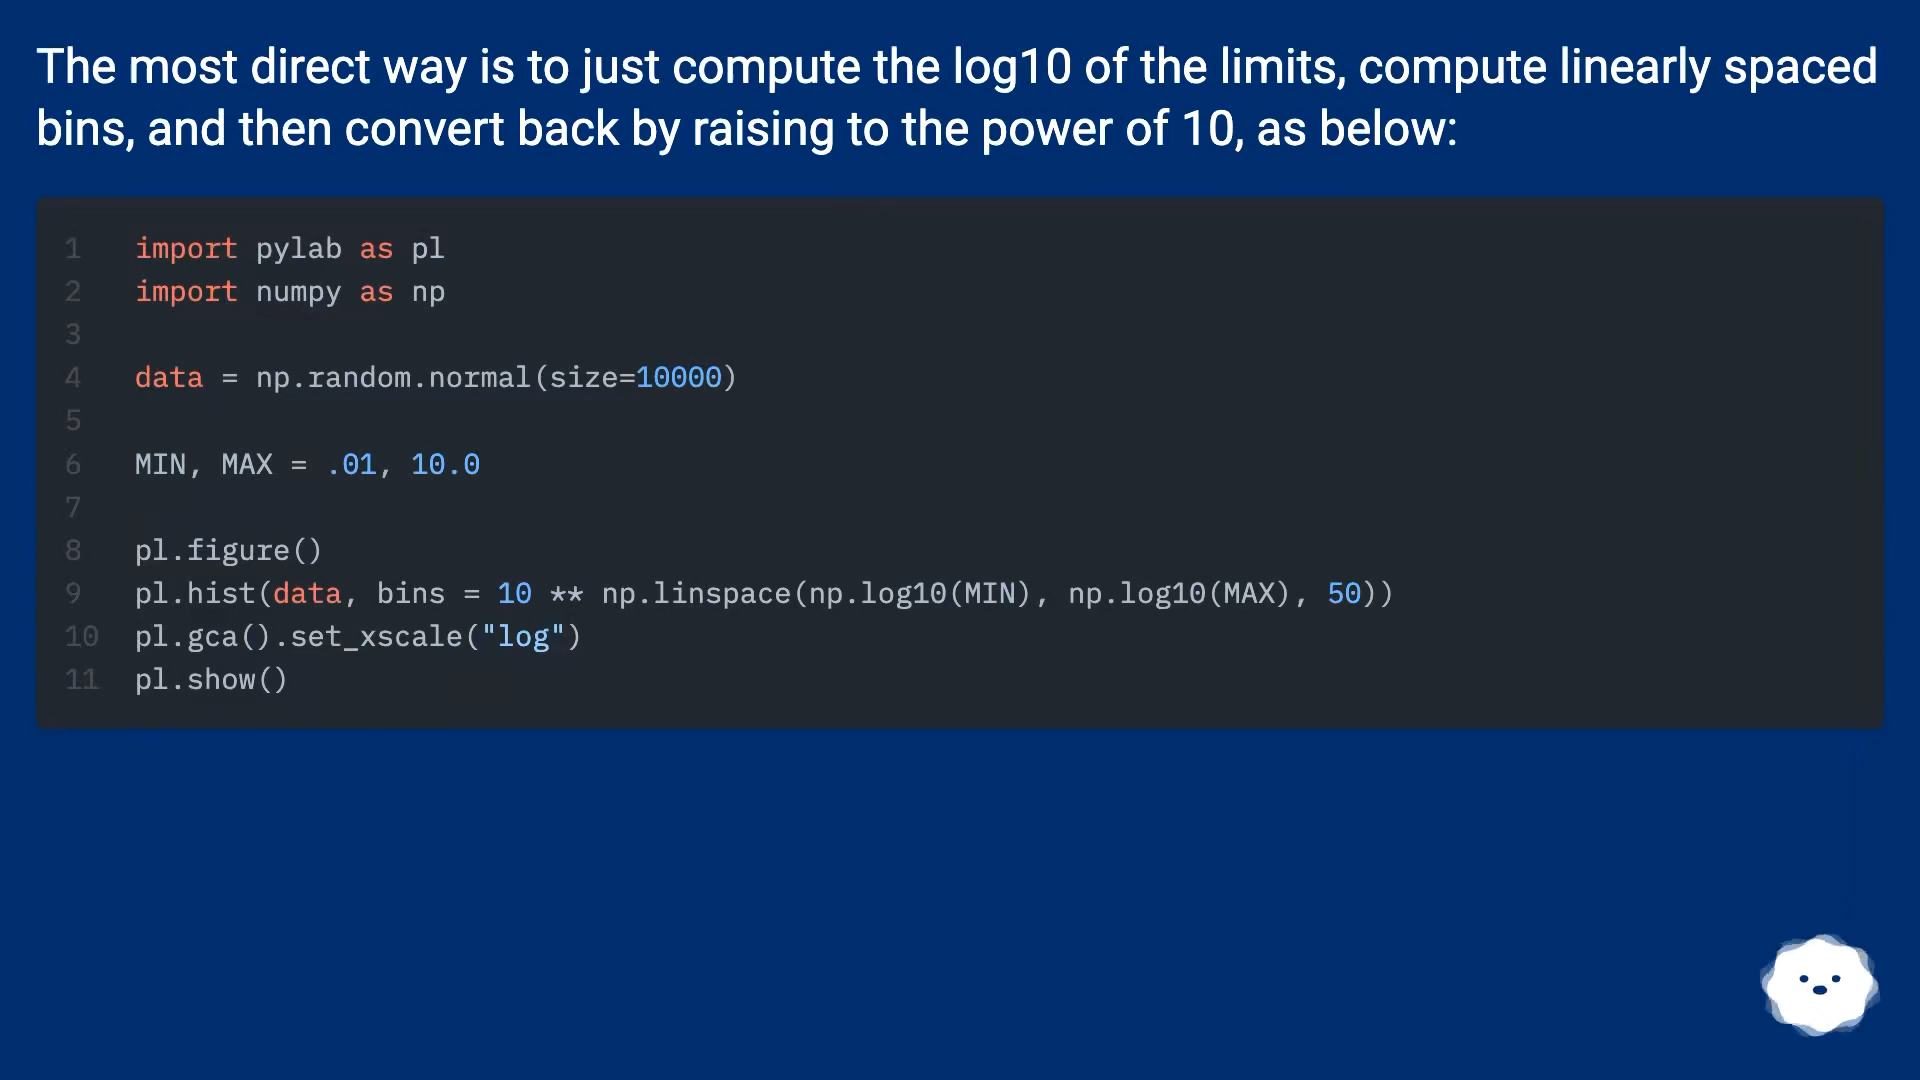 The most direct way is to just compute the log10 of the limits, compute linearly spaced
bins, and then convert back by raising to the power of 10, as below:
1 import pylab as pl
2 import numpy as np
3
4 data = np.random.normal(size=10000)
5
6 MIN, MAX = .01, 10.0
7
8 pl.figure()
9 pl.hist(data, bins = 10 ** np.linspace(np.log10(MIN), np.log10(MAX), 50))
10 pl.gca().set_xscale("log")
11 pl.show()